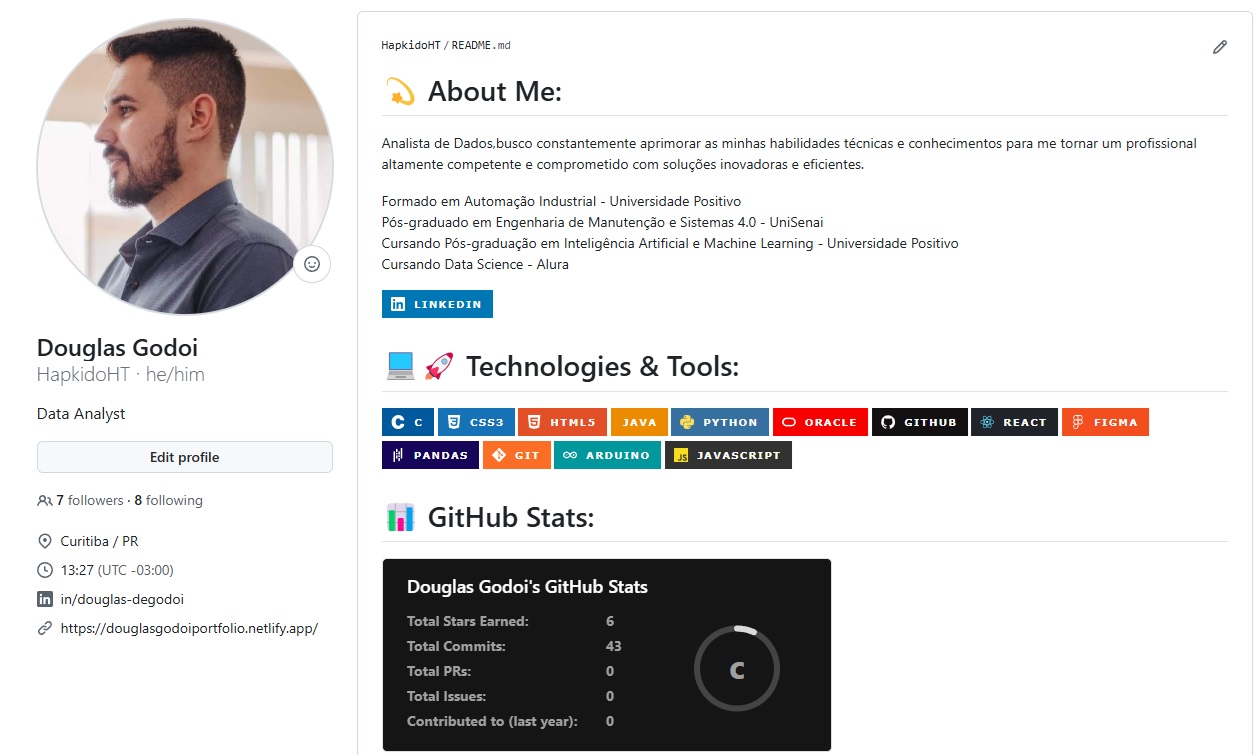 Douglas Godoi
HapkidoHT · he/him
Data Analyst
Edit profile
7 followers · 8 following
Curitiba / PR
13:27 (UTC -03:00)
in/douglas-degodoi
https://douglasgodoiportfolio.netlify.app/
HapkidoHT / README.md
About Me:
Analista de Dados,busco constantemente aprimorar as minhas habilidades técnicas e conhecimentos para me tornar um profissional
altamente competente e comprometido com soluções inovadoras e eficientes.
Formado em Automação Industrial - Universidade Positivo
Pós-graduado em Engenharia de Manutenção e Sistemas 4.0 - UniSenai
Cursando Pós-graduação em Inteligência Artificial e Machine Learning - Universidade Positivo
Cursando Data Science - Alura
in LINKEDIN
Technologies & Tools:
C C CSS3 HTML5 JAVA PYTHON ORACLE GITHUB REACT FIGMA
PANDAS GIT ARDUINO JS JAVASCRIPT
GitHub Stats:
Douglas Godoi's GitHub Stats
Total Stars Earned: 6
Total Commits: 43
Total PRs: 0
Total Issues: 0
Contributed to (last year): 0
C